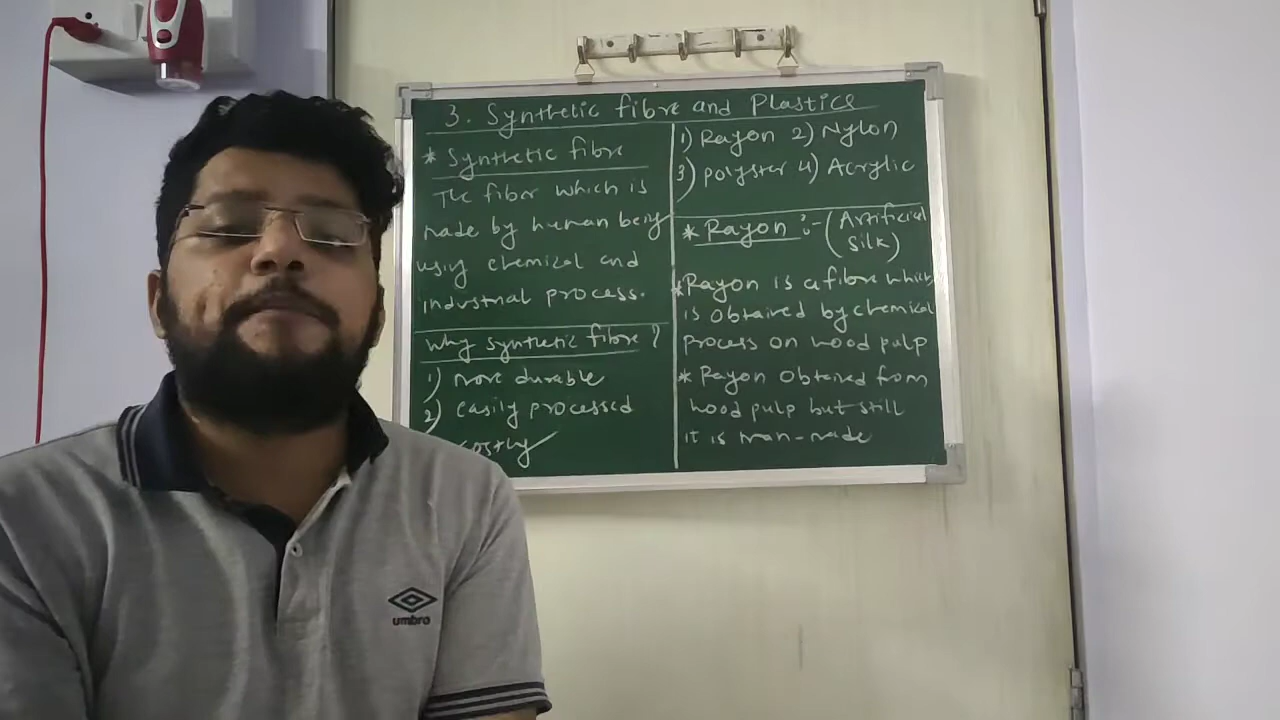 3. Synthetic fibre and Plastics
* Synthetic fibre
The fiber which is
made by human being
using chemical and
industrial process.
Why synthetic fibre?
1) more durable
2) easily processed
costly
1) Rayon 2) Nylon
3) polyster 4) Acrylic
* Rayon :- (Artificial
Silk)
* Rayon is a fibre which
is obtained by chemical
process on wood pulp
* Rayon obtained from
wood pulp but still
it is man-made
umbro